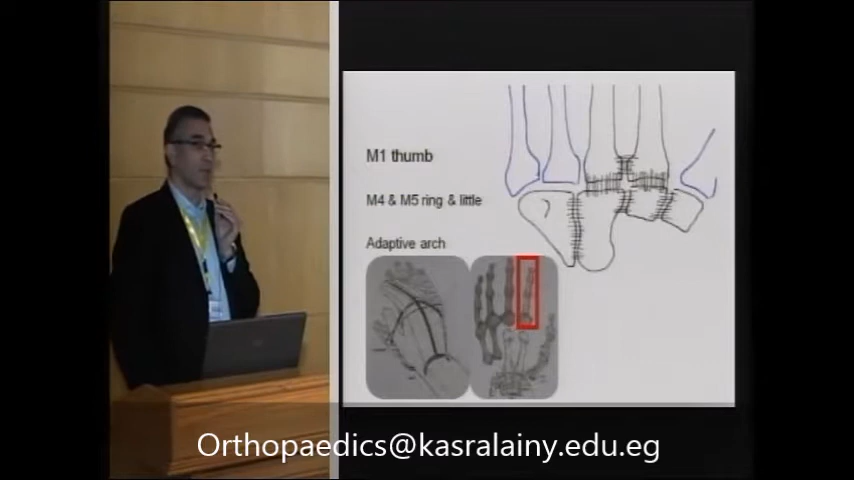 M1 thumb
M4 & M5 ring & little
Adaptive arch
Orthopaedics@kasralainy.edu.eg